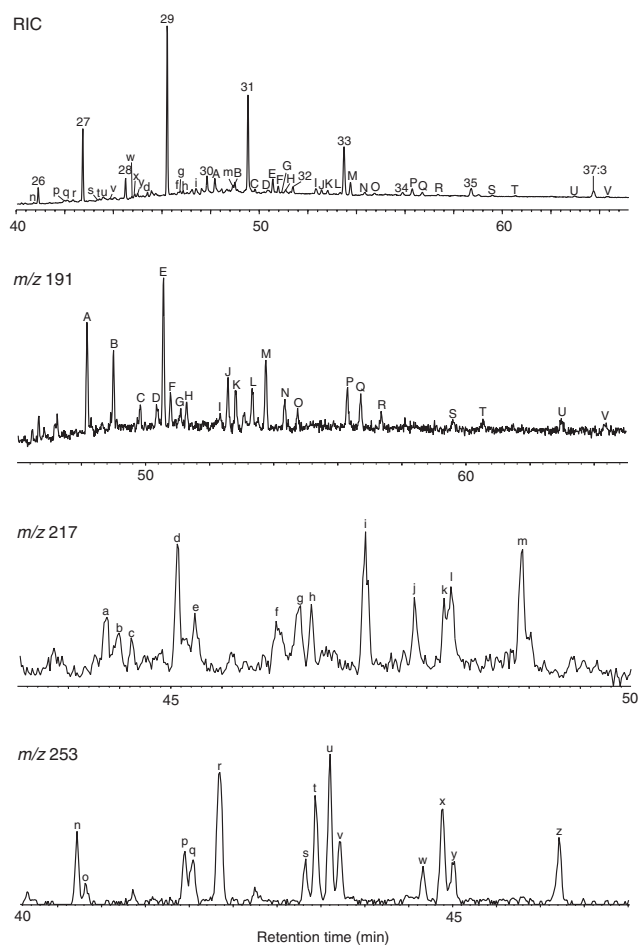 RIC
29
31
27
33
26
28
w
x
y
d
f
g
h
i
30
A
m
B
C
D
E
F
G
/H
32
I
J
K
L
M
N
O
34
P
Q
R
35
S
T
U
37:3
V
n
p
q
r
s
t
u
v
40
50
60
m/z 191
A
B
C
D
E
F
G
H
I
J
K
L
M
N
O
P
Q
R
S
T
U
V
50
60
m/z 217
a
b
c
d
e
f
g
h
i
j
k
l
m
45
50
m/z 253
n
o
p
q
r
s
t
u
v
w
x
y
z
40
45
Retention time (min)